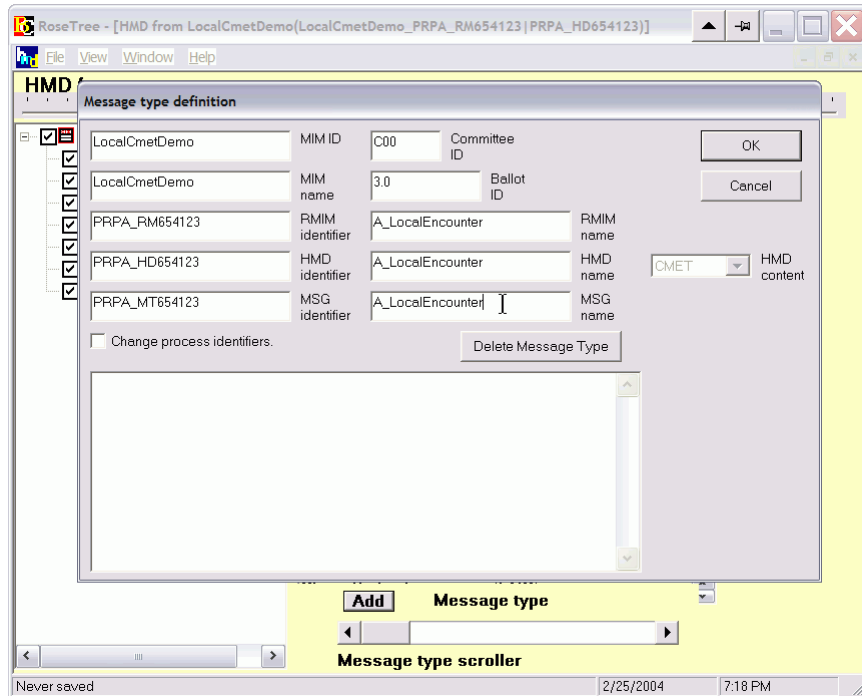 RoseTree - [HMD from LocalCmetDemo(LocalCmetDemo_PRPA_RM654123|PRPA_HD654123)]
hmd File View Window Help
HMD
Message type definition
LocalCmetDemo MIM ID C00 Committee ID OK
LocalCmetDemo MIM name 3.0 Ballot ID Cancel
PRPA_RM654123 RMIM identifier A_LocalEncounter RMIM name
PRPA_HD654123 HMD identifier A_LocalEncounter HMD name CMET HMD content
PRPA_MT654123 MSG identifier A_LocalEncounter MSG name
Change process identifiers. Delete Message Type
Add Message type
Message type scroller
Never saved 2/25/2004 7:18 PM